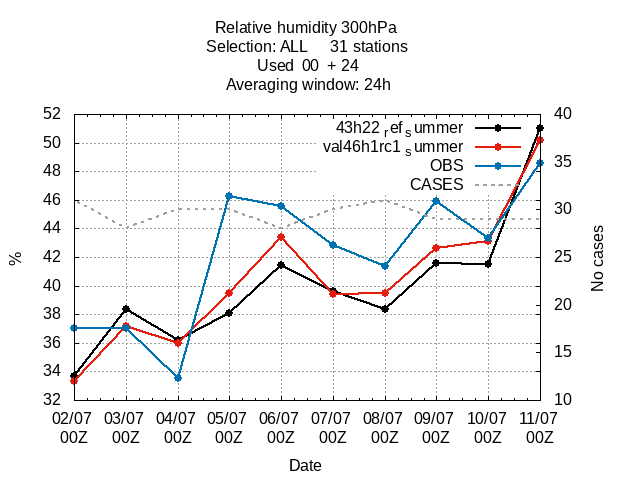 Relative humidity 300hPa
Selection: ALL     31 stations
Used  00  + 24
Averaging window: 24h
52
50
48
46
44
42
40
38
36
34
32
%
43h22 ref summer
val46h1rc1 summer
OBS
CASES
40
35
30
25
20
15
10
No cases
02/07 03/07 04/07 05/07 06/07 07/07 08/07 09/07 10/07 11/07
00Z 00Z 00Z 00Z 00Z 00Z 00Z 00Z 00Z 00Z
Date